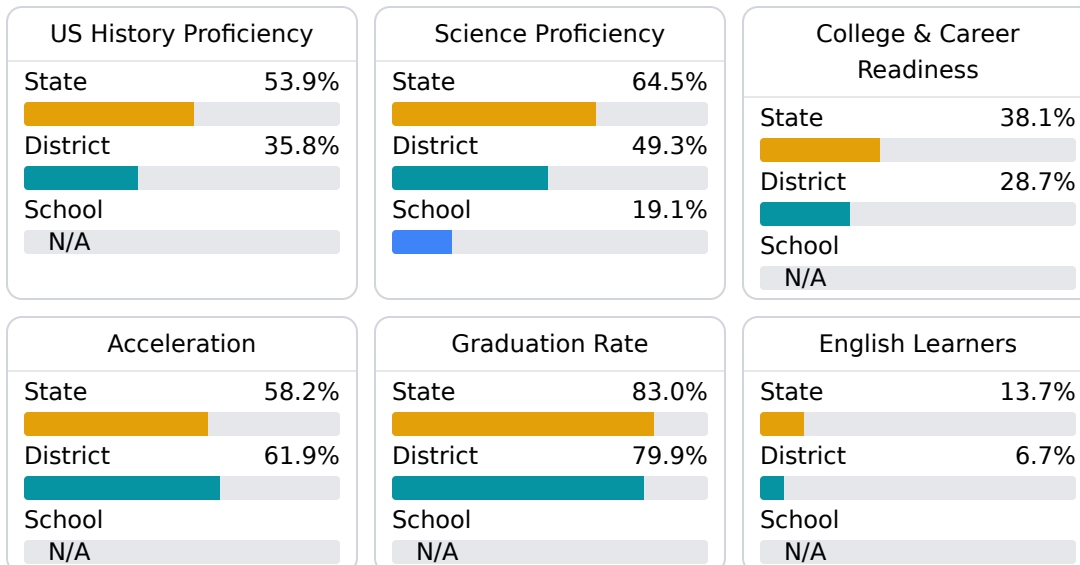 US History Proficiency
State 53.9%
District 35.8%
School
N/A
Science Proficiency
State 64.5%
District 49.3%
School 19.1%
College & Career
Readiness
State 38.1%
District 28.7%
School
N/A
Acceleration
State 58.2%
District 61.9%
School
N/A
Graduation Rate
State 83.0%
District 79.9%
School
N/A
English Learners
State 13.7%
District 6.7%
School
N/A